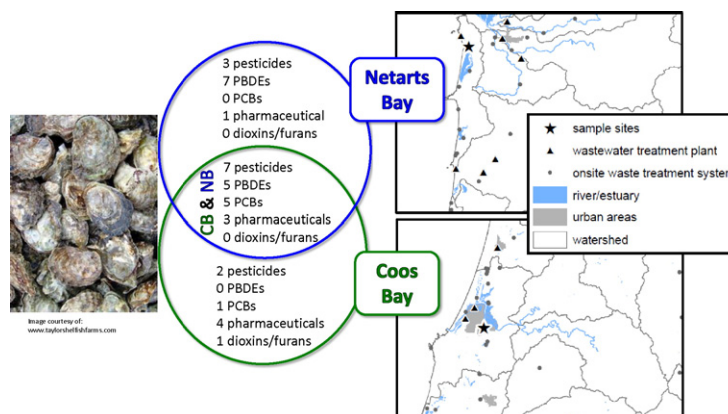 3 pesticides
7 PBDEs
0 PCBs
1 pharmaceutical
0 dioxins/furans
Netarts
Bay
CB & NB
7 pesticides
5 PBDEs
5 PCBs
3 pharmaceuticals
0 dioxins/furans
2 pesticides
0 PBDEs
1 PCBs
4 pharmaceuticals
1 dioxins/furans
Coos
Bay
sample sites
wastewater treatment plant
onsite waste treatment system
river/estuary
urban areas
watershed
Image courtesy of:
www.taylorshellfishfarms.com